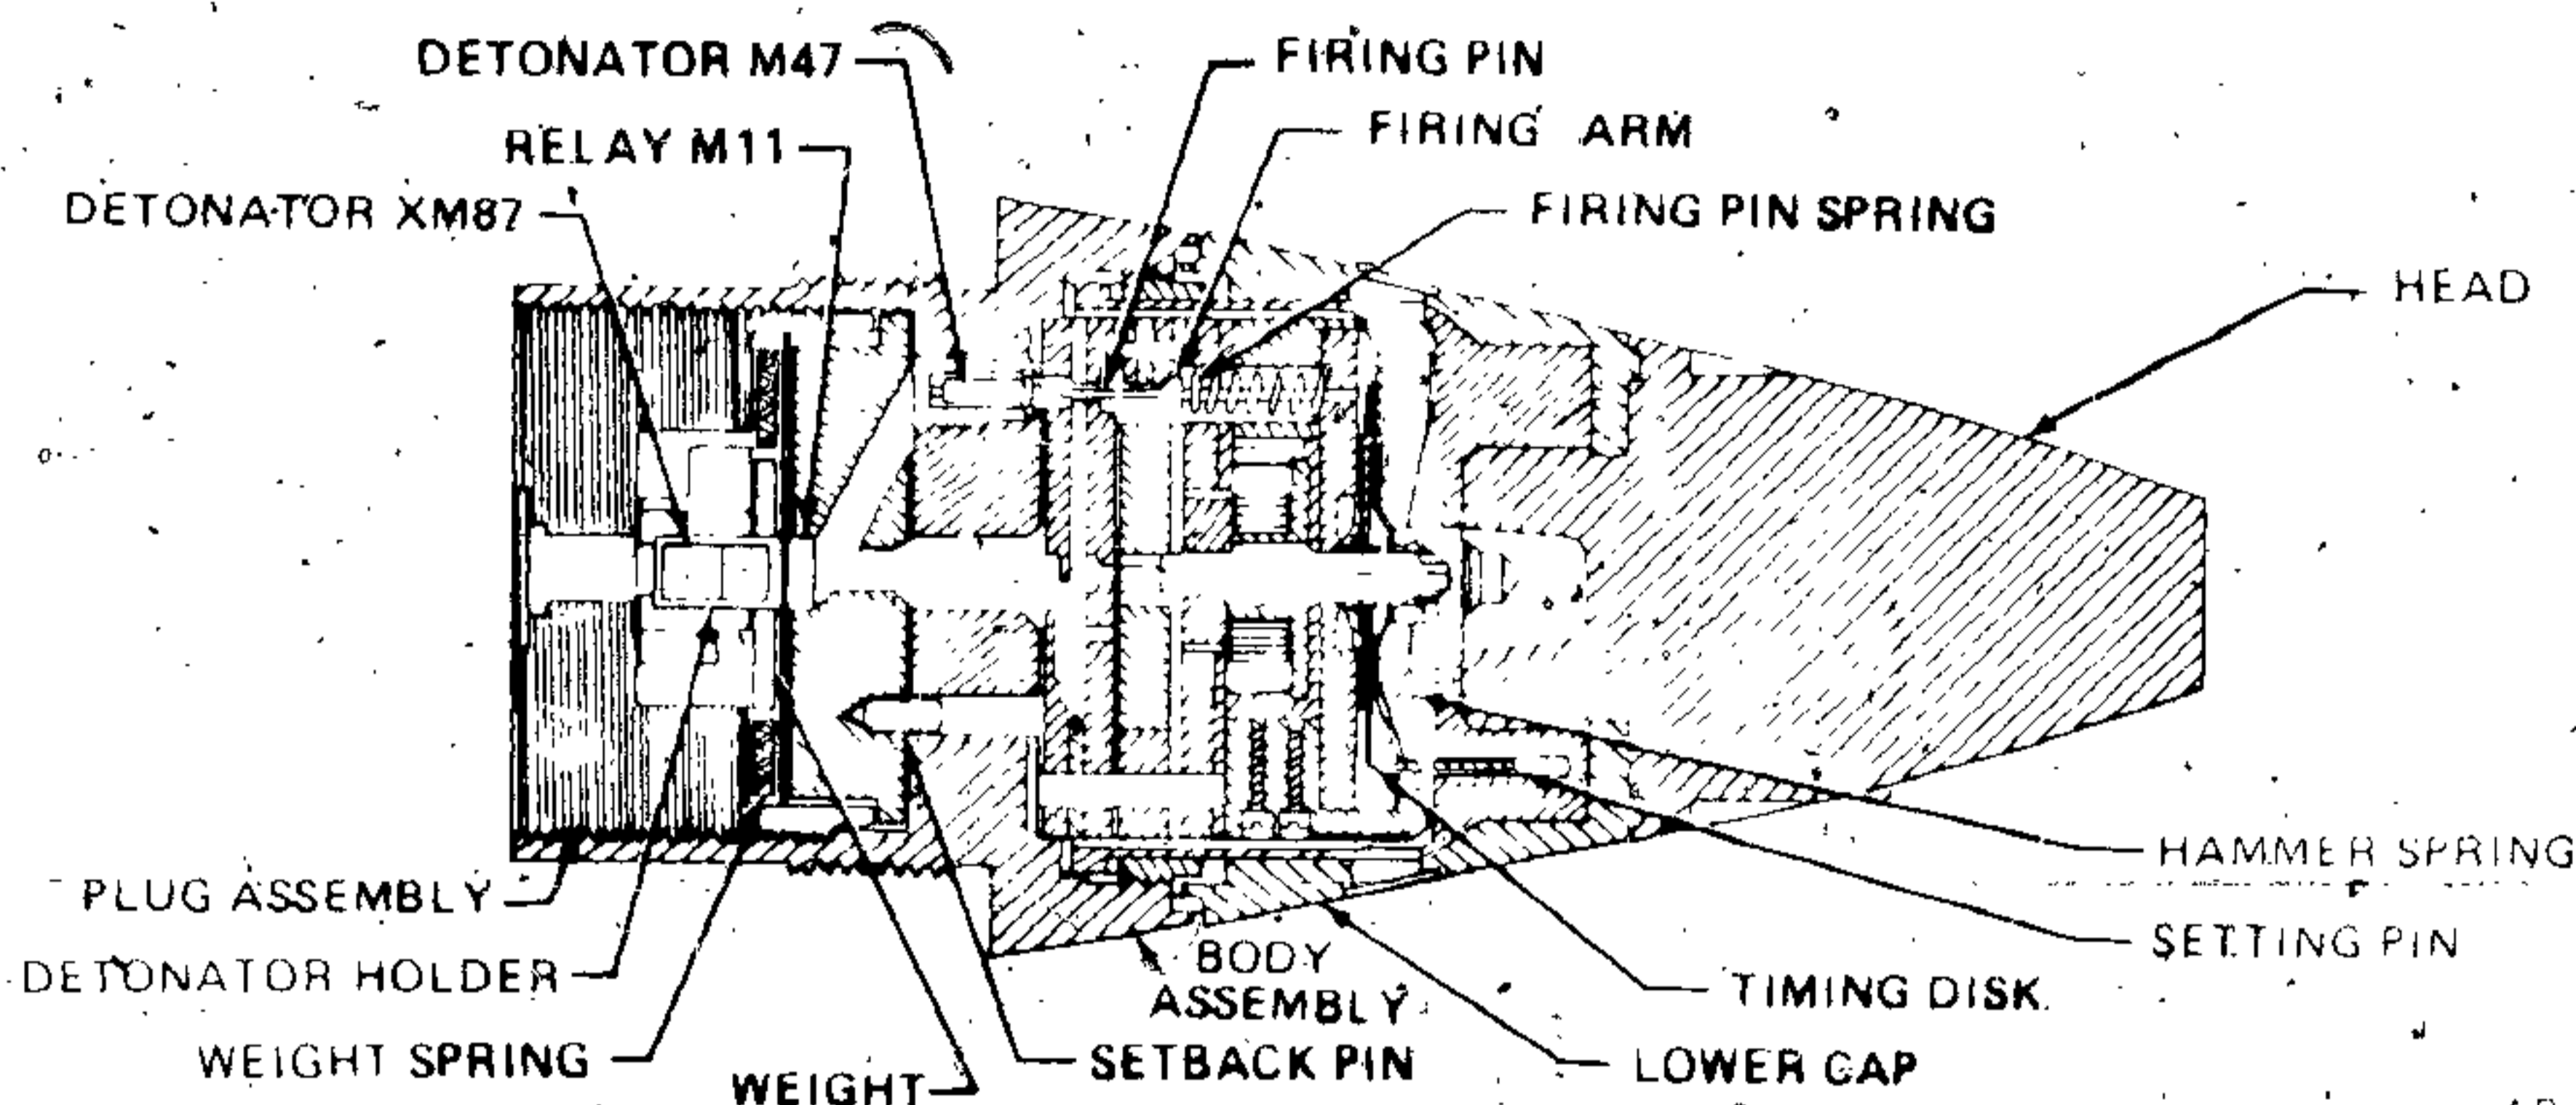 DETONATOR M47
FIRING PIN
RELAY M11
FIRING ARM
DETONATOR XM87
FIRING PIN SPRING
HEAD
PLUG ASSEMBLY
HAMMER SPRING
DETONATOR HOLDER
BODY
ASSEMBLY
SETTING PIN
TIMING DISK
WEIGHT SPRING
WEIGHT
SETBACK PIN
LOWER CAP